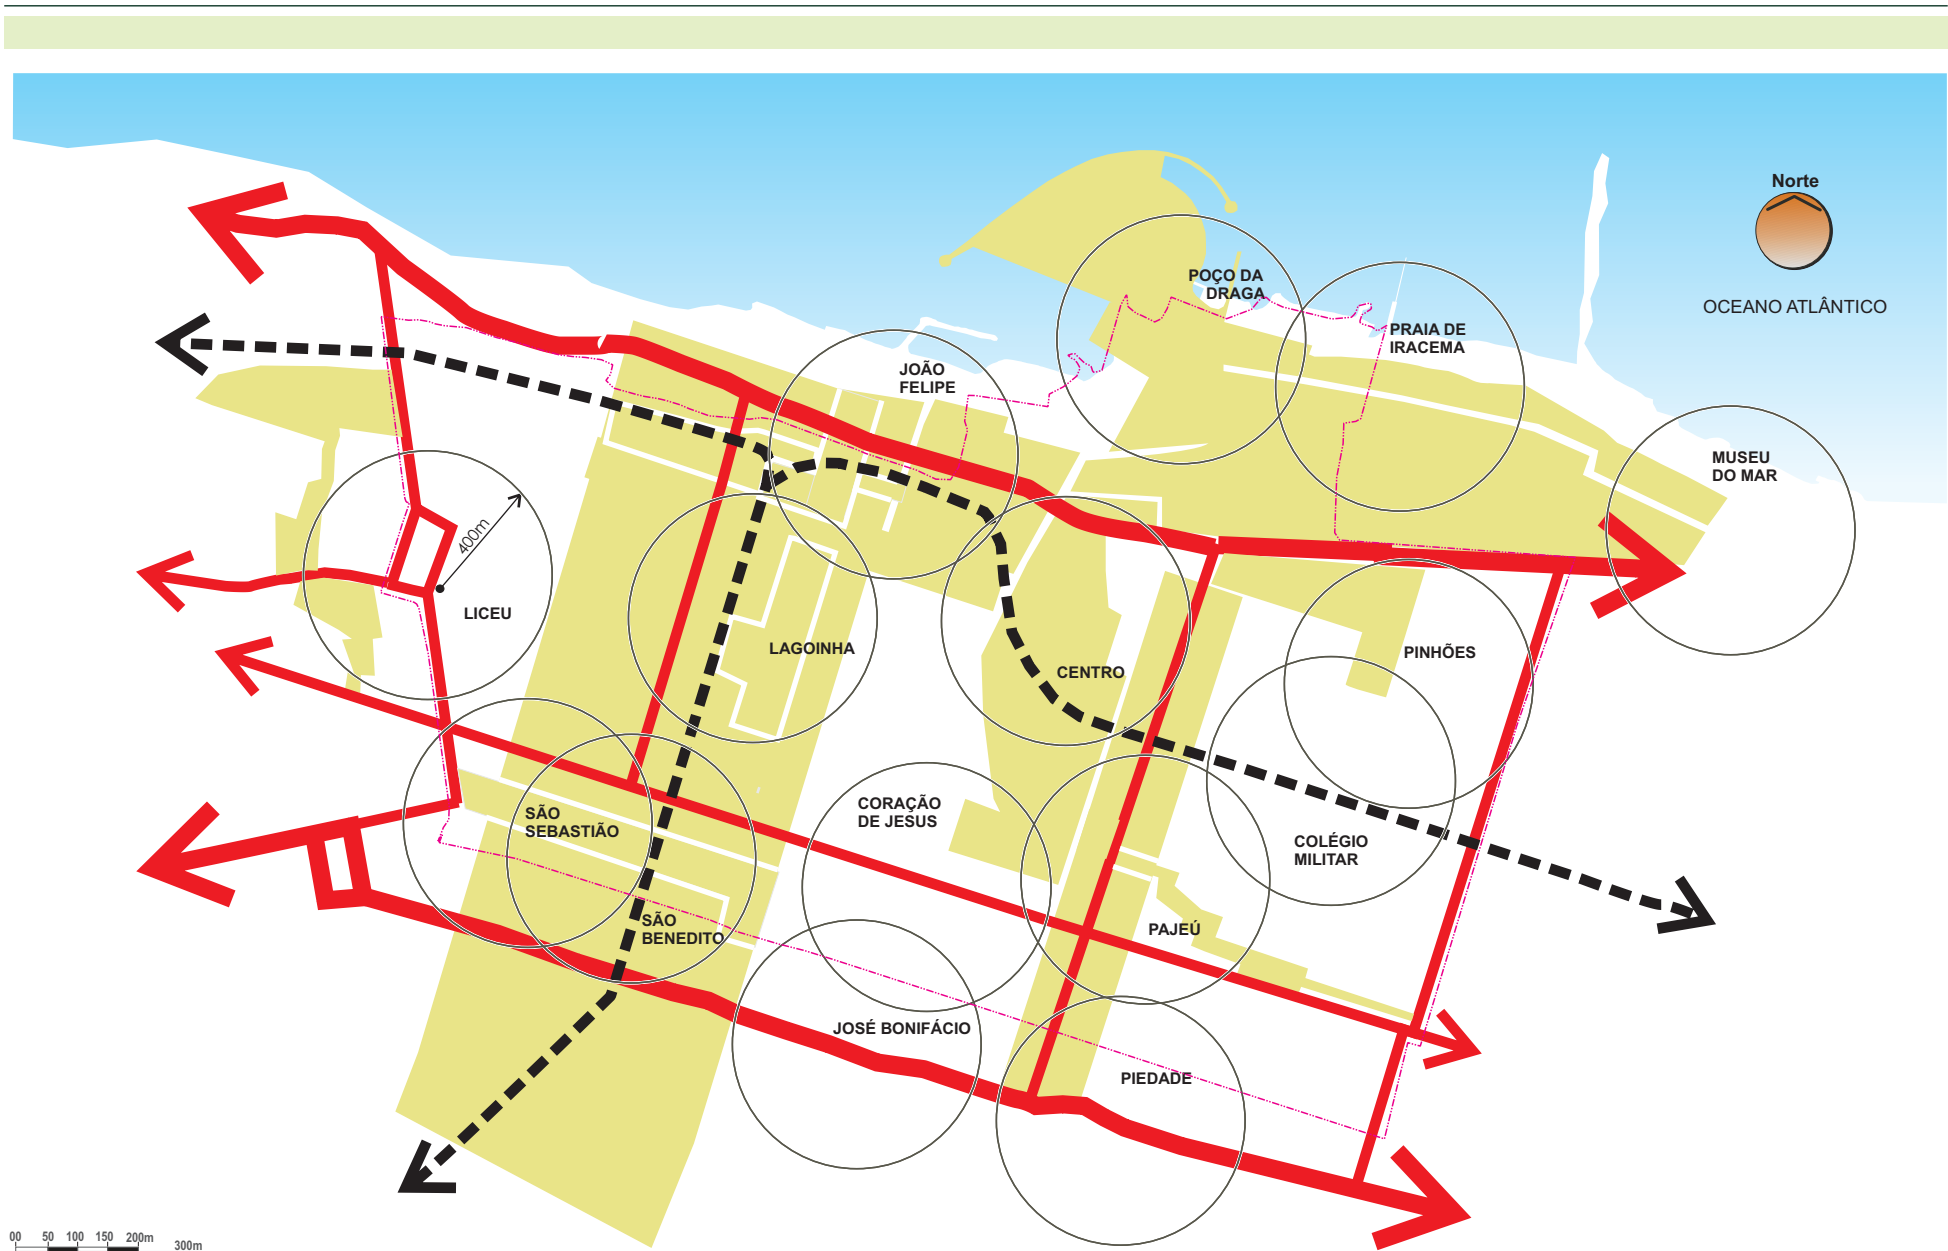 Norte
OCEANO ATLÂNTICO
POÇO DA
DRAGA
PRAIA DE
IRACEMA
JOÃO
FELIPE
MUSEU
DO MAR
400m
LICEU
LAGOINHA
CENTRO
PINHÕES
SÃO
SEBASTIÃO
CORAÇÃO
DE JESUS
COLÉGIO
MILITAR
SÃO
BENEDITO
PAJEÚ
JOSÉ BONIFÁCIO
PIEDADE
00 50 100 150 200m 300m